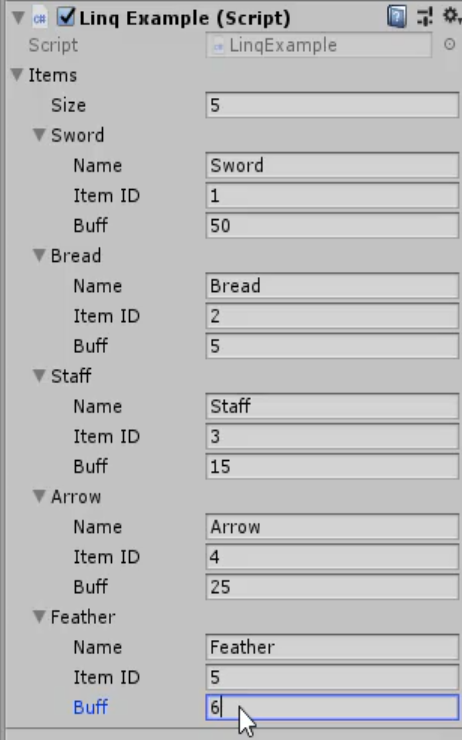 Linq Example (Script)
Script LinqExample
Items
Size 5
Sword
Name Sword
Item ID 1
Buff 50
Bread
Name Bread
Item ID 2
Buff 5
Staff
Name Staff
Item ID 3
Buff 15
Arrow
Name Arrow
Item ID 4
Buff 25
Feather
Name Feather
Item ID 5
Buff 6